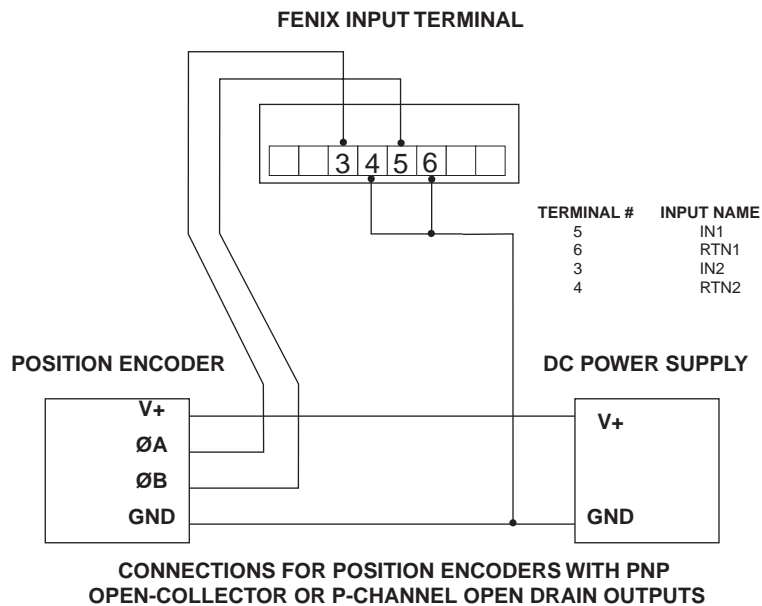 FENIX INPUT TERMINAL
3 4 5 6
TERMINAL # INPUT NAME
5 IN1
6 RTN1
3 IN2
4 RTN2
POSITION ENCODER
V+
ØA
ØB
GND
DC POWER SUPPLY
V+
GND
CONNECTIONS FOR POSITION ENCODERS WITH PNP
OPEN-COLLECTOR OR P-CHANNEL OPEN DRAIN OUTPUTS